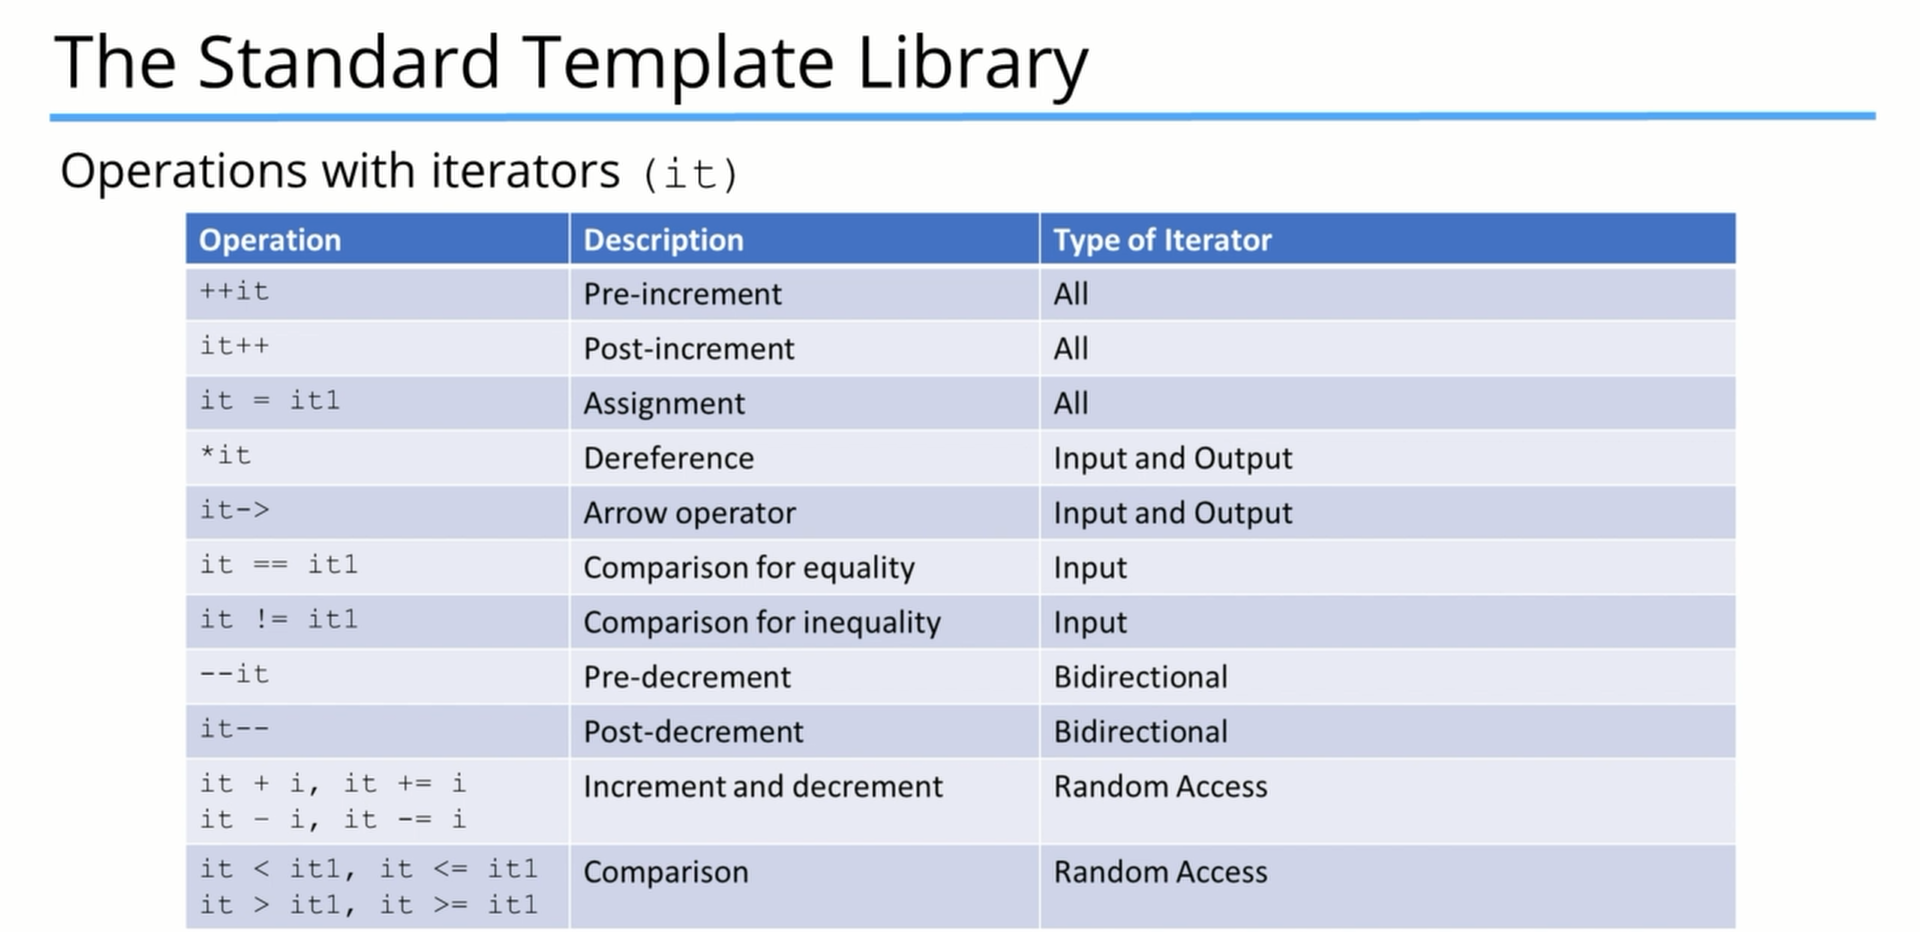 The Standard Template Library
Operations with iterators (it)
Operation Description Type of Iterator
++it Pre-increment All
it++ Post-increment All
it = it1 Assignment All
*it Dereference Input and Output
it-> Arrow operator Input and Output
it == it1 Comparison for equality Input
it != it1 Comparison for inequality Input
--it Pre-decrement Bidirectional
it-- Post-decrement Bidirectional
it + i, it += i Increment and decrement Random Access
it - i, it -= i
it < it1, it <= it1 Comparison Random Access
it > it1, it >= it1